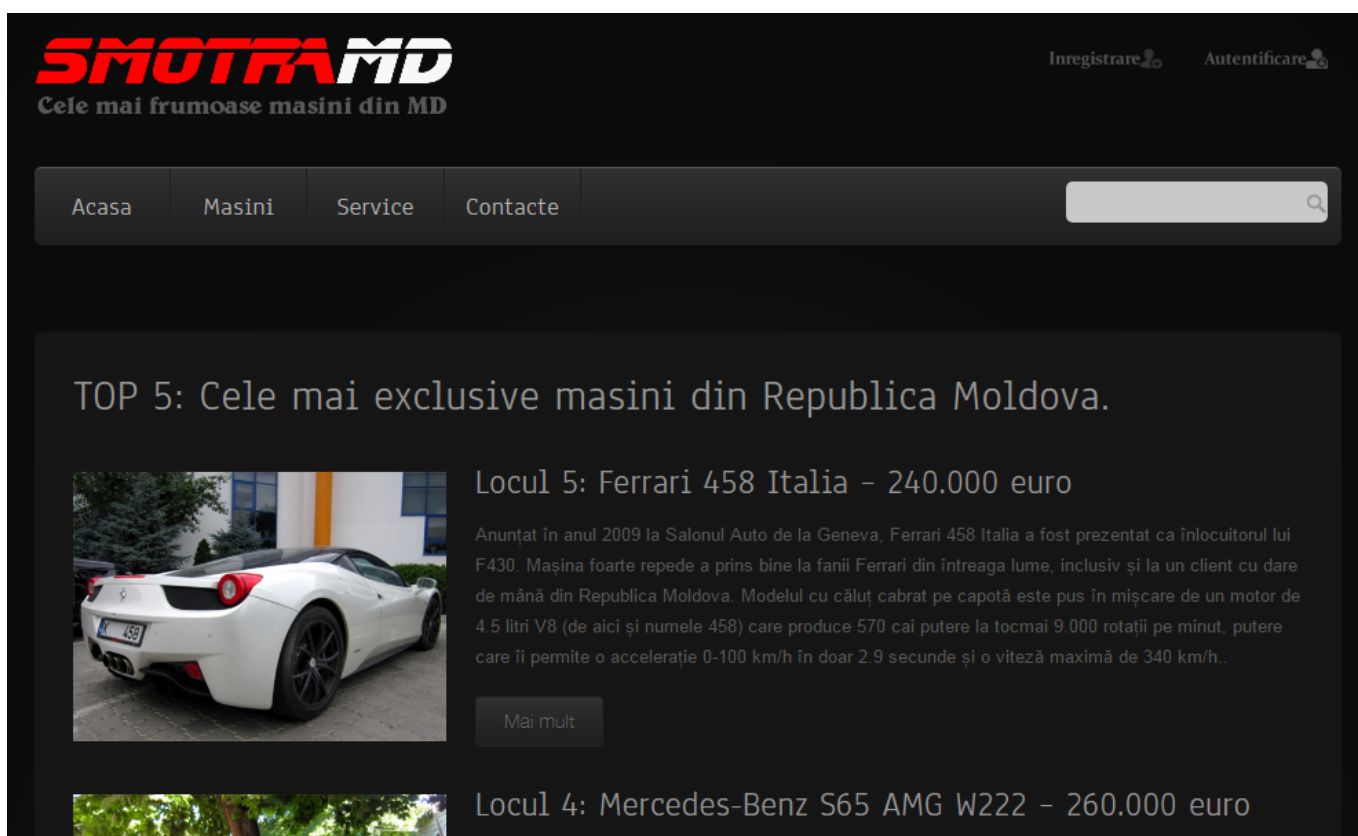 SMOTRAMD
Cele mai frumoase masini din MD
Inregistrare
Autentificare
Acasa
Masini
Service
Contacte
TOP 5: Cele mai exclusive masini din Republica Moldova.
Locul 5: Ferrari 458 Italia – 240.000 euro
Anunțat în anul 2009 la Salonul Auto de la Geneva, Ferrari 458 Italia a fost prezentat ca înlocuitorul lui
F430. Mașina foarte repede a prins bine la fanii Ferrari din întreaga lume, inclusiv și la un client cu dare
de mână din Republica Moldova. Modelul cu căluț cabrat pe capotă este pus în mișcare de un motor de
4.5 litri V8 (de aici și numele 458) care produce 570 cai putere la tocmai 9.000 rotații pe minut, putere
care îi permite o accelerație 0-100 km/h în doar 2.9 secunde și o viteză maximă de 340 km/h..
K 458
Mai mult
Locul 4: Mercedes-Benz S65 AMG W222 – 260.000 euro